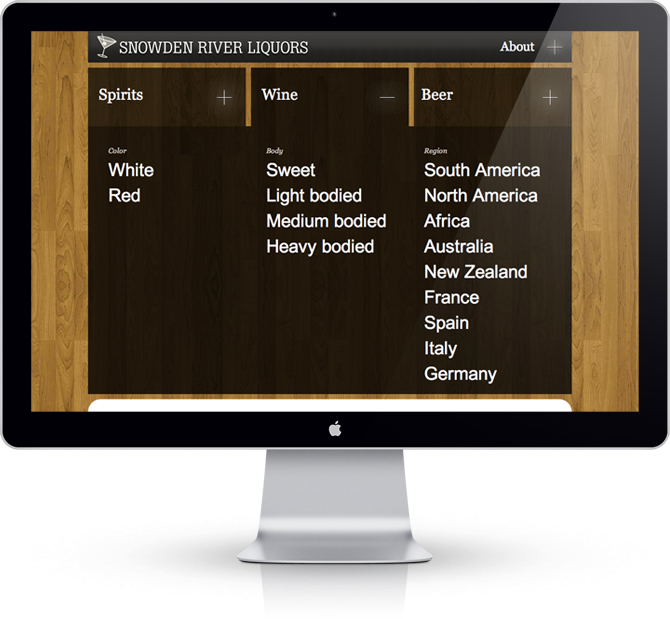 SNOWDEN RIVER LIQUORS
About
Spirits
Wine
Beer
Color
White
Red
Body
Sweet
Light bodied
Medium bodied
Heavy bodied
Region
South America
North America
Africa
Australia
New Zealand
France
Spain
Italy
Germany